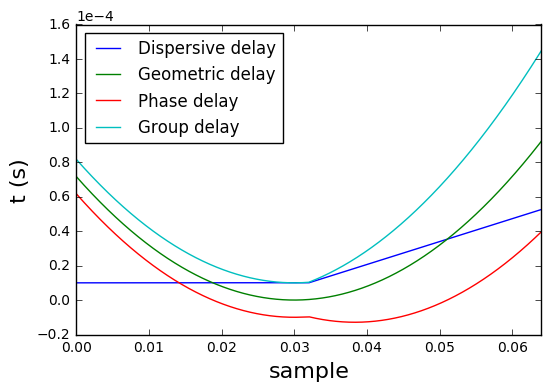 1e−4
1.6
1.4
1.2
1.0
0.8
0.6
0.4
0.2
0.0
−0.2
t (s)
Dispersive delay
Geometric delay
Phase delay
Group delay
0.00 0.01 0.02 0.03 0.04 0.05 0.06
sample